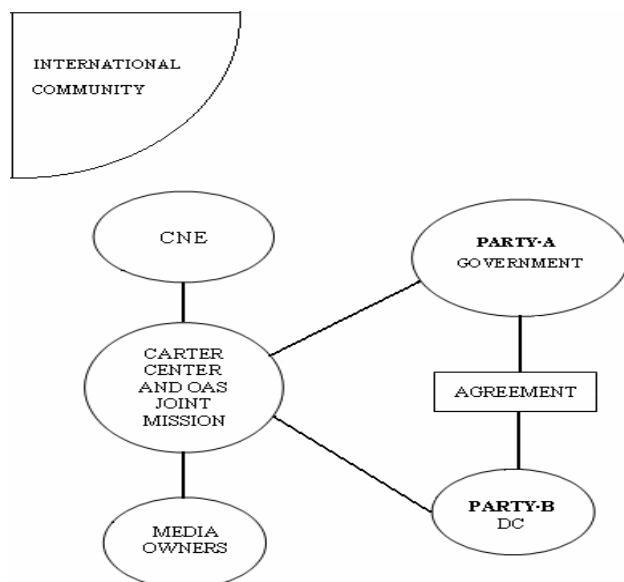 INTERNATIONAL
COMMUNITY
CNE
PARTY-A
GOVERNMENT
CARTER
CENTER
AND OAS
JOINT
MISSION
AGREEMENT
PARTY-B
DC
MEDIA
OWNERS